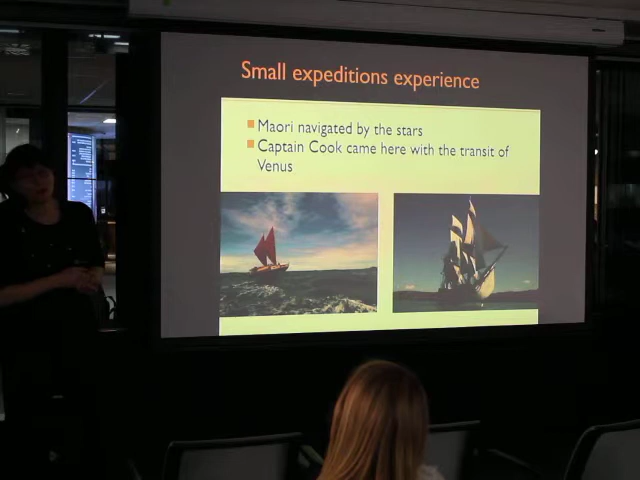 Small expeditions experience
Maori navigated by the stars
Captain Cook came here with the transit of
Venus